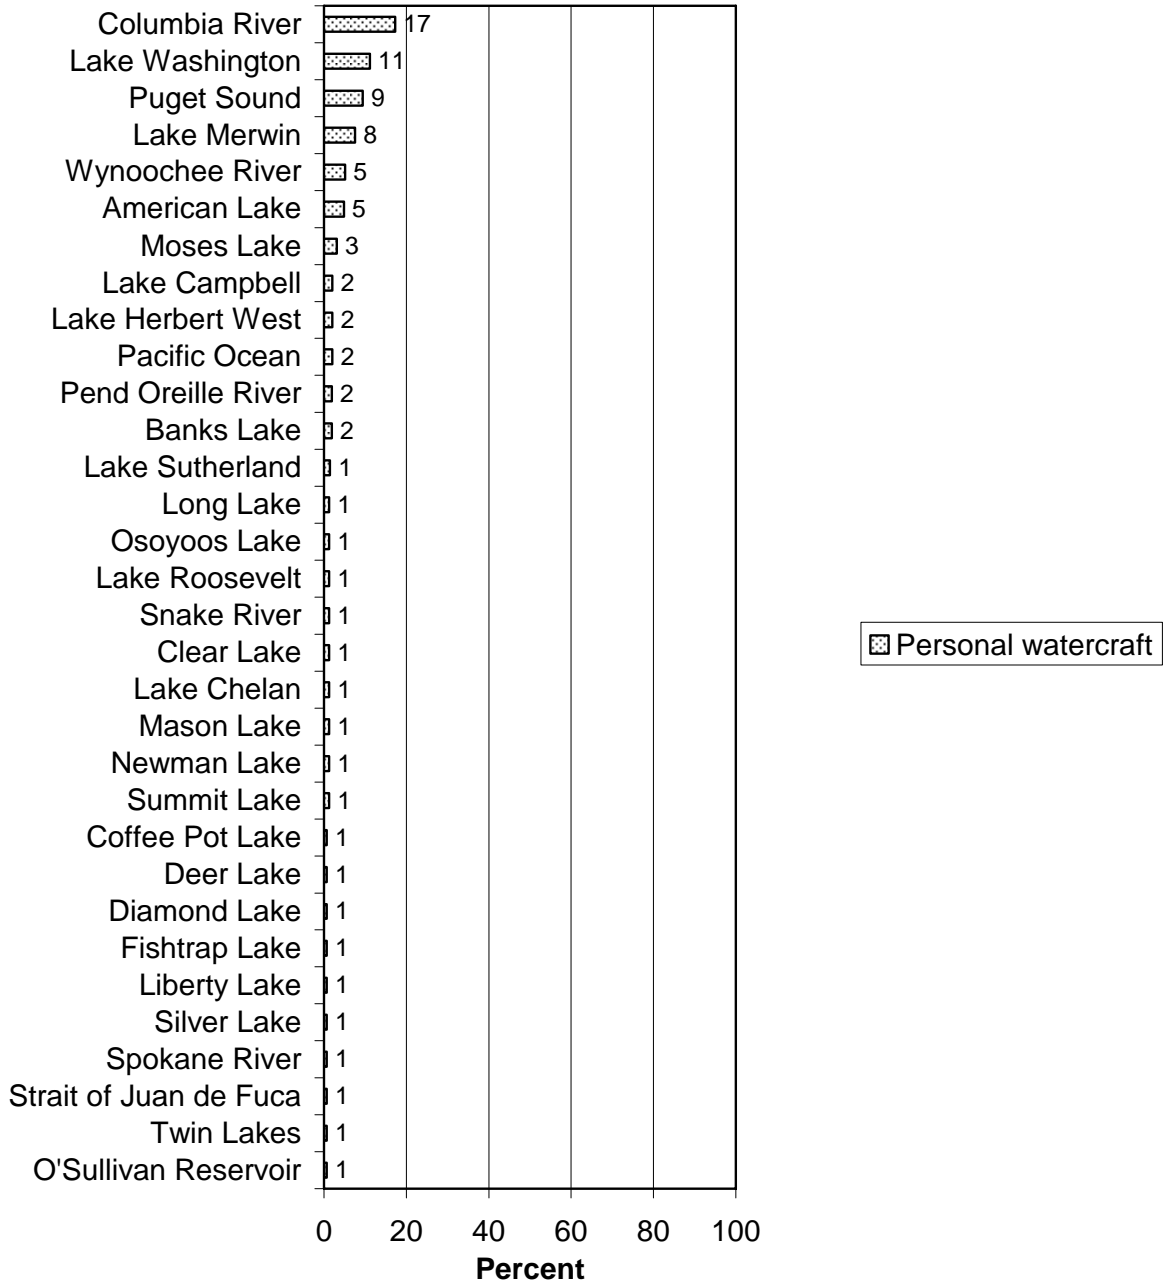 Columbia River 17
Lake Washington 11
Puget Sound 9
Lake Merwin 8
Wynoochee River 5
American Lake 5
Moses Lake 3
Lake Campbell 2
Lake Herbert West 2
Pacific Ocean 2
Pend Oreille River 2
Banks Lake 2
Lake Sutherland 1
Long Lake 1
Osoyoos Lake 1
Lake Roosevelt 1
Snake River 1
Clear Lake 1
Lake Chelan 1
Mason Lake 1
Newman Lake 1
Summit Lake 1
Coffee Pot Lake 1
Deer Lake 1
Diamond Lake 1
Fishtrap Lake 1
Liberty Lake 1
Silver Lake 1
Spokane River 1
Strait of Juan de Fuca 1
Twin Lakes 1
O'Sullivan Reservoir 1
0 20 40 60 80 100
Percent
Personal watercraft